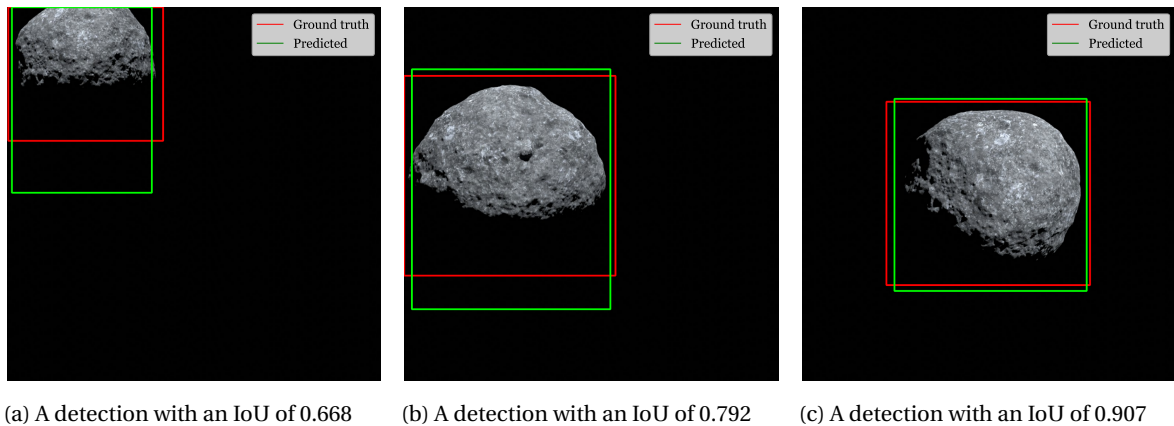 Ground truth
Predicted
Ground truth
Predicted
Ground truth
Predicted
(a) A detection with an IoU of 0.668
(b) A detection with an IoU of 0.792
(c) A detection with an IoU of 0.907